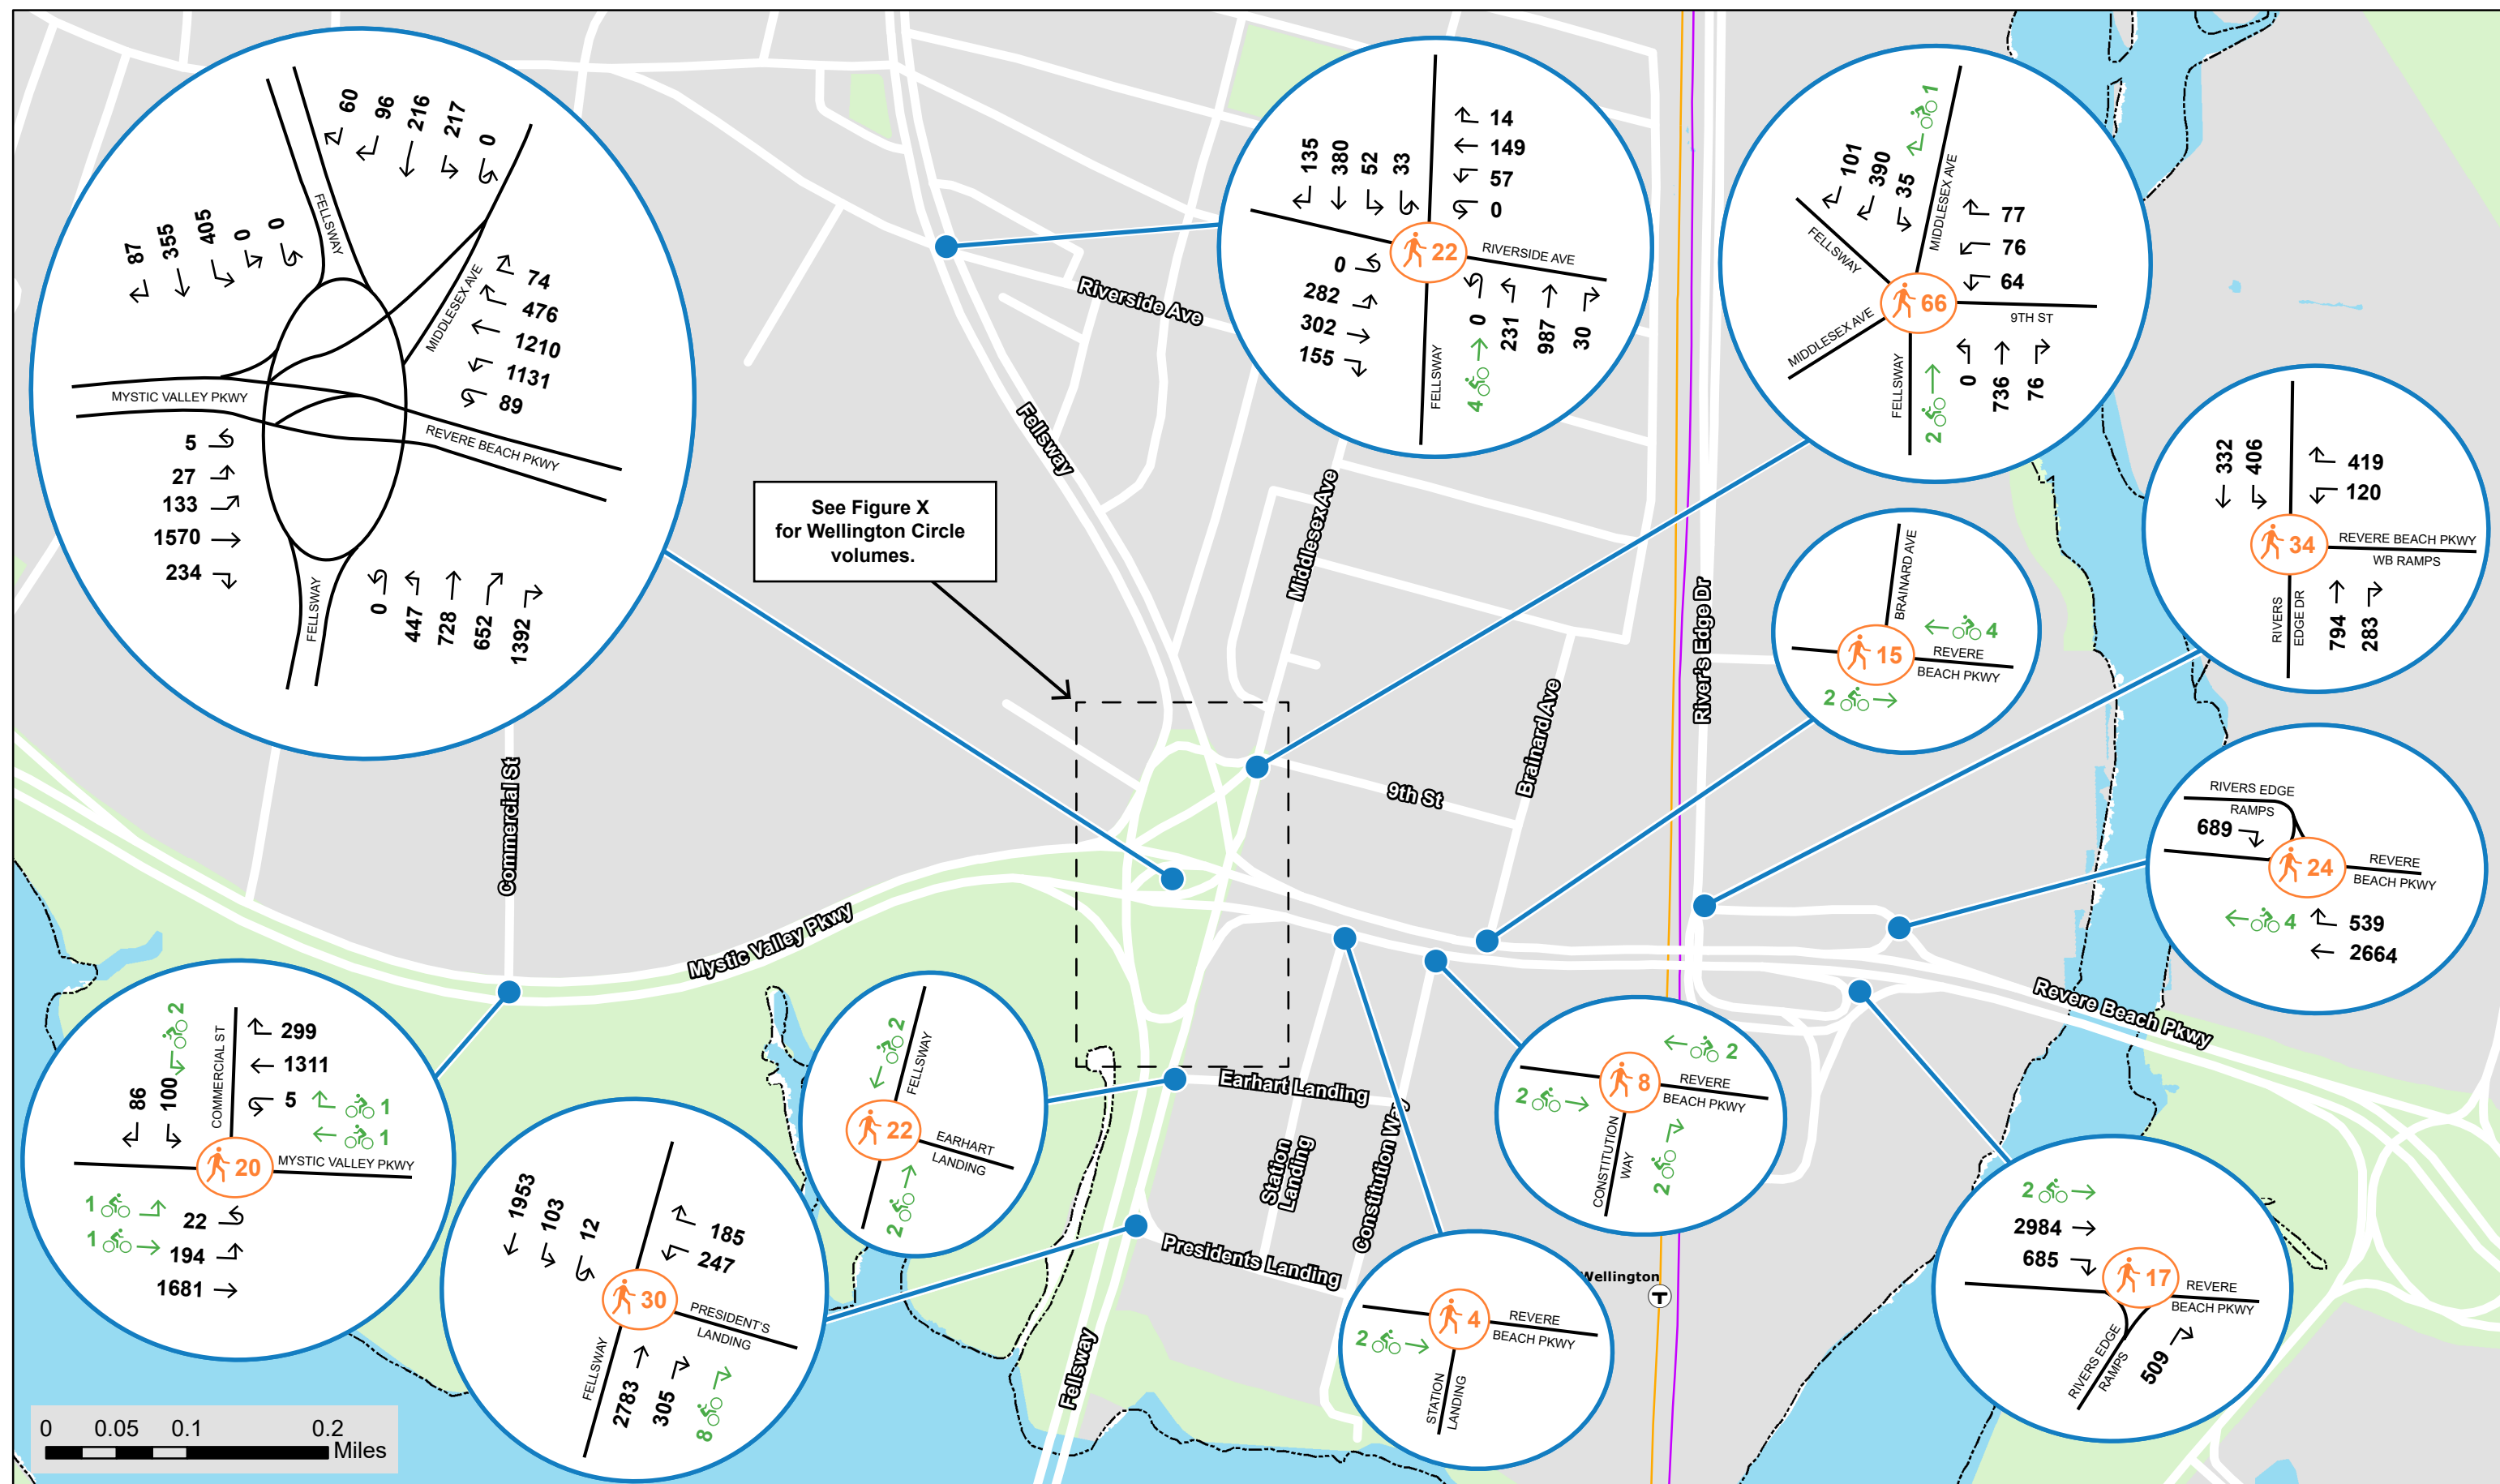 60
96
216
217
0
87
355
405
0
0
FELLSWAY
MIDDLESEX AVE
74
476
1210
1131
89
MYSTIC VALLEY PKWY
REVERE BEACH PKWY
5
27
133
1570
234
FELLSWAY
0
447
728
652
1392
135
380
52
33
14
149
57
0
22
RIVERSIDE AVE
0
282
302
155
FELLSWAY
4
0
231
987
30
1
101
390
35
MIDDLESEX AVE
77
76
64
FELLSWAY
66
9TH ST
MIDDLESEX AVE
FELLSWAY
2
0
736
76
332
406
419
120
34
REVERE BEACH PKWY
WB RAMPS
RIVERS
EDGE DR
794
283
BRAINARD AVE
4
15
REVERE
BEACH PKWY
2
RIVERS EDGE
RAMPS
689
24
REVERE
BEACH PKWY
4
539
2664
See Figure X
for Wellington Circle
volumes.
Riverside Ave
Fellsway
Middlesex Ave
River's Edge Dr
Brainard Ave
9th St
Commercial St
Mystic Valley Pkwy
Revere Beach Pkwy
Earhart Landing
Station
Landing
Constitution Way
Presidents Landing
Fellsway
Wellington
T
2
COMMERCIAL ST
299
1311
5
1
1
86
100
20
MYSTIC VALLEY PKWY
1
22
1
194
1681
1953
103
12
185
247
30
PRESIDENT'S
LANDING
FELLSWAY
2783
305
8
2
FELLSWAY
22
EARHART
LANDING
2
2
8
REVERE
BEACH PKWY
2
CONSTITUTION
WAY
2
4
REVERE
BEACH PKWY
2
STATION
LANDING
2
2984
685
17
REVERE
BEACH PKWY
RIVERS EDGE
RAMPS
509
0 0.05 0.1 0.2
Miles